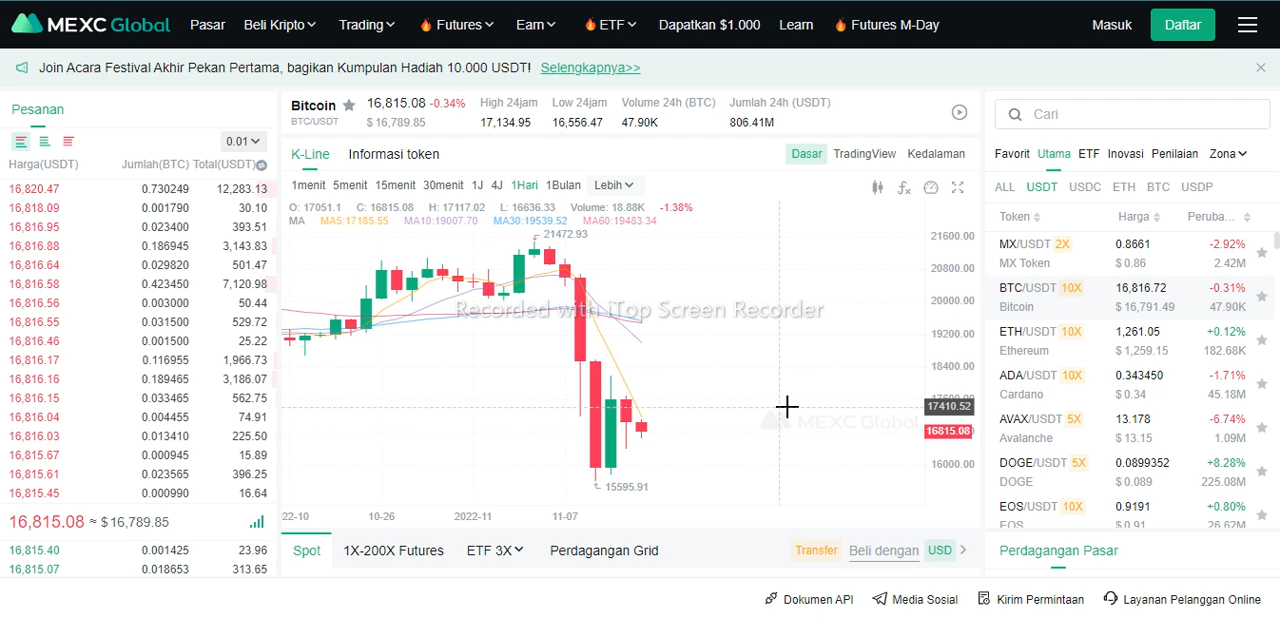 MEXC Global Pasar Beli Kripto Trading Futures Earn ETF Dapatkan $1.000 Learn Futures M-Day Masuk Daftar
Join Acara Festival Akhir Pekan Pertama, bagikan Kumpulan Hadiah 10.000 USDT! Selengkapnya>>
Pesanan
0.01
Harga(USDT) Jumlah(BTC) Total(USDT)
16,820.47 0.730249 12,283.13
16,818.09 0.001790 30.10
16,816.95 0.023400 393.51
16,816.88 0.186945 3,143.83
16,816.64 0.029820 501.47
16,816.58 0.423450 7,120.98
16,816.56 0.003000 50.44
16,816.55 0.031500 529.72
16,816.46 0.001500 25.22
16,816.17 0.116955 1,966.73
16,816.16 0.189465 3,186.07
16,816.15 0.033465 562.75
16,816.04 0.004455 74.91
16,816.03 0.013410 225.50
16,815.67 0.000945 15.89
16,815.61 0.023565 396.25
16,815.45 0.000990 16.64
16,815.08 ≈ $16,789.85
16,815.40 0.001425 23.96
16,815.07 0.018653 313.65
Bitcoin 16,815.08 -0.34% High 24jam Low 24jam Volume 24h (BTC) Jumlah 24h (USDT)
BTC/USDT $ 16,789.85 17,134.95 16,556.47 47.90K 806.41M
K-Line Informasi token Dasar TradingView Kedalaman
1menit 5menit 15menit 30menit 1J 4J 1Hari 1Bulan Lebih
O: 17051.1 C: 16815.08 H: 17117.02 L: 16636.33 Volume: 18.88K -1.38%
MA MA5:17185.55 MA10:19007.70 MA30:19539.52 MA60:19483.34
21472.93
21600.00
20800.00
20000.00
Recorded with iTop Screen Recorder
19200.00
18400.00
17410.52
MEXC Global
16815.08
16000.00
15595.91
22-10 10-26 2022-11 11-07
Spot 1X-200X Futures ETF 3X Perdagangan Grid Transfer Beli dengan USD
Cari
Favorit Utama ETF Inovasi Penilaian Zona
ALL USDT USDC ETH BTC USDP
Token Harga Peruba...
MX/USDT 2X 0.8661 -2.92%
MX Token $ 0.86 2.42M
BTC/USDT 10X 16,816.72 -0.31%
Bitcoin $ 16,791.49 47.90K
ETH/USDT 10X 1,261.05 +0.12%
Ethereum $ 1,259.15 182.68K
ADA/USDT 10X 0.343450 -1.71%
Cardano $ 0.34 45.18M
AVAX/USDT 5X 13.178 -6.74%
Avalanche $ 13.15 1.09M
DOGE/USDT 5X 0.0899352 +8.28%
DOGE $ 0.089 225.08M
EOS/USDT 10X 0.9191 +0.80%
EOS $ 0.91 26.62M
Perdagangan Pasar
Dokumen API Media Sosial Kirim Permintaan Layanan Pelanggan Online